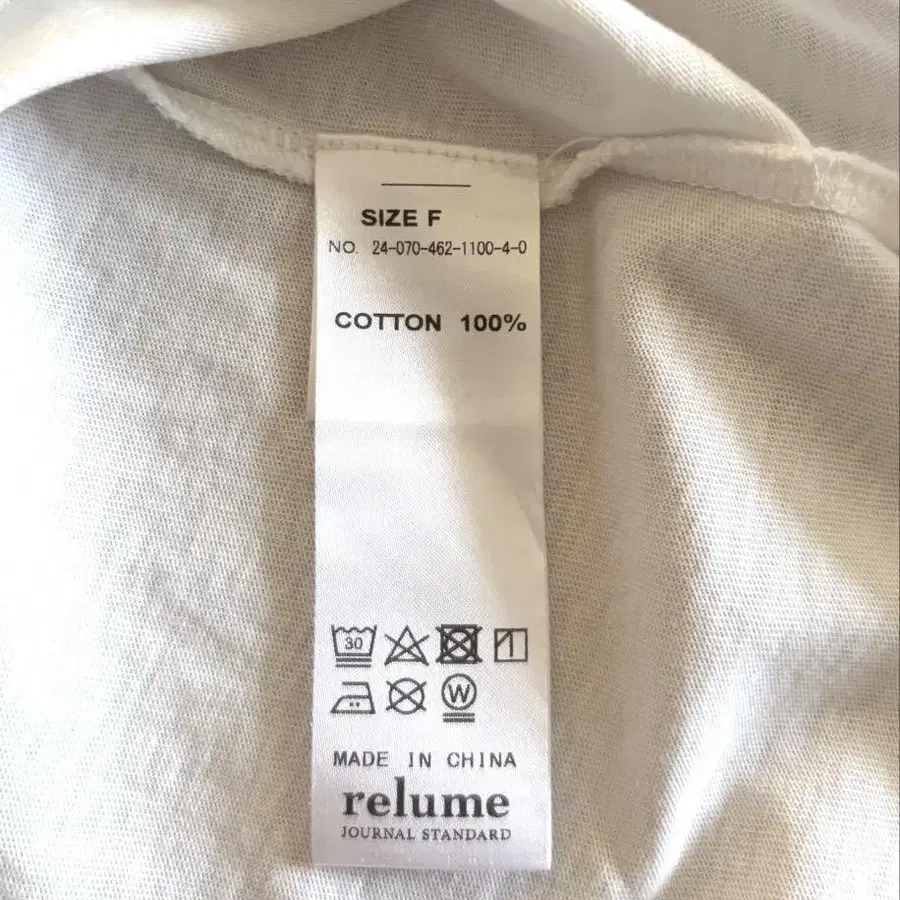 SIZE F
NO. 24-070-462-1100-4-0
COTTON 100%
30
W
MADE IN CHINA
relume
JOURNAL STANDARD